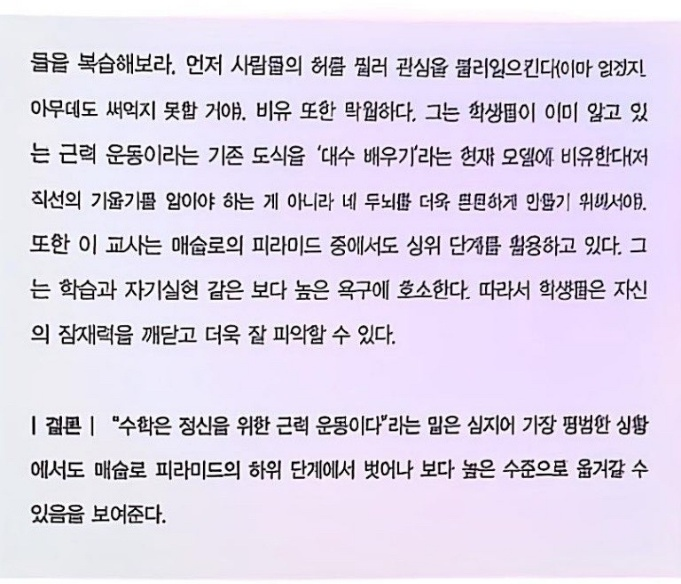 들을 복습해보라. 먼저 사람들의 허를 찔러 관심을 불러일으킨다(아마 없겠지.
아무데도 써먹지 못할 거야). 비유 또한 막월하다. 그는 학생들이 이미 알고 있
는 근력 운동이라는 기존 도식을 ‘대수 배우기’라는 현재 모델에 비유한다(저
직선의 기울기를 알아야 하는 게 아니라 네 두뇌를 더욱 튼튼하게 만들기 위해서야).
또한 이 교사는 매슬로의 피라미드 중에서도 상위 단계를 활용하고 있다. 그
는 학습과 자기실현 같은 보다 높은 욕구에 호소한다. 따라서 학생들은 자신
의 잠재력을 깨닫고 더욱 잘 파악할 수 있다.
| 결론 | “수학은 정신을 위한 근력 운동이다”라는 말은 심지어 가장 평범한 상황
에서도 매슬로 피라미드의 하위 단계에서 벗어나 보다 높은 수준으로 옮겨갈 수
있음을 보여준다.